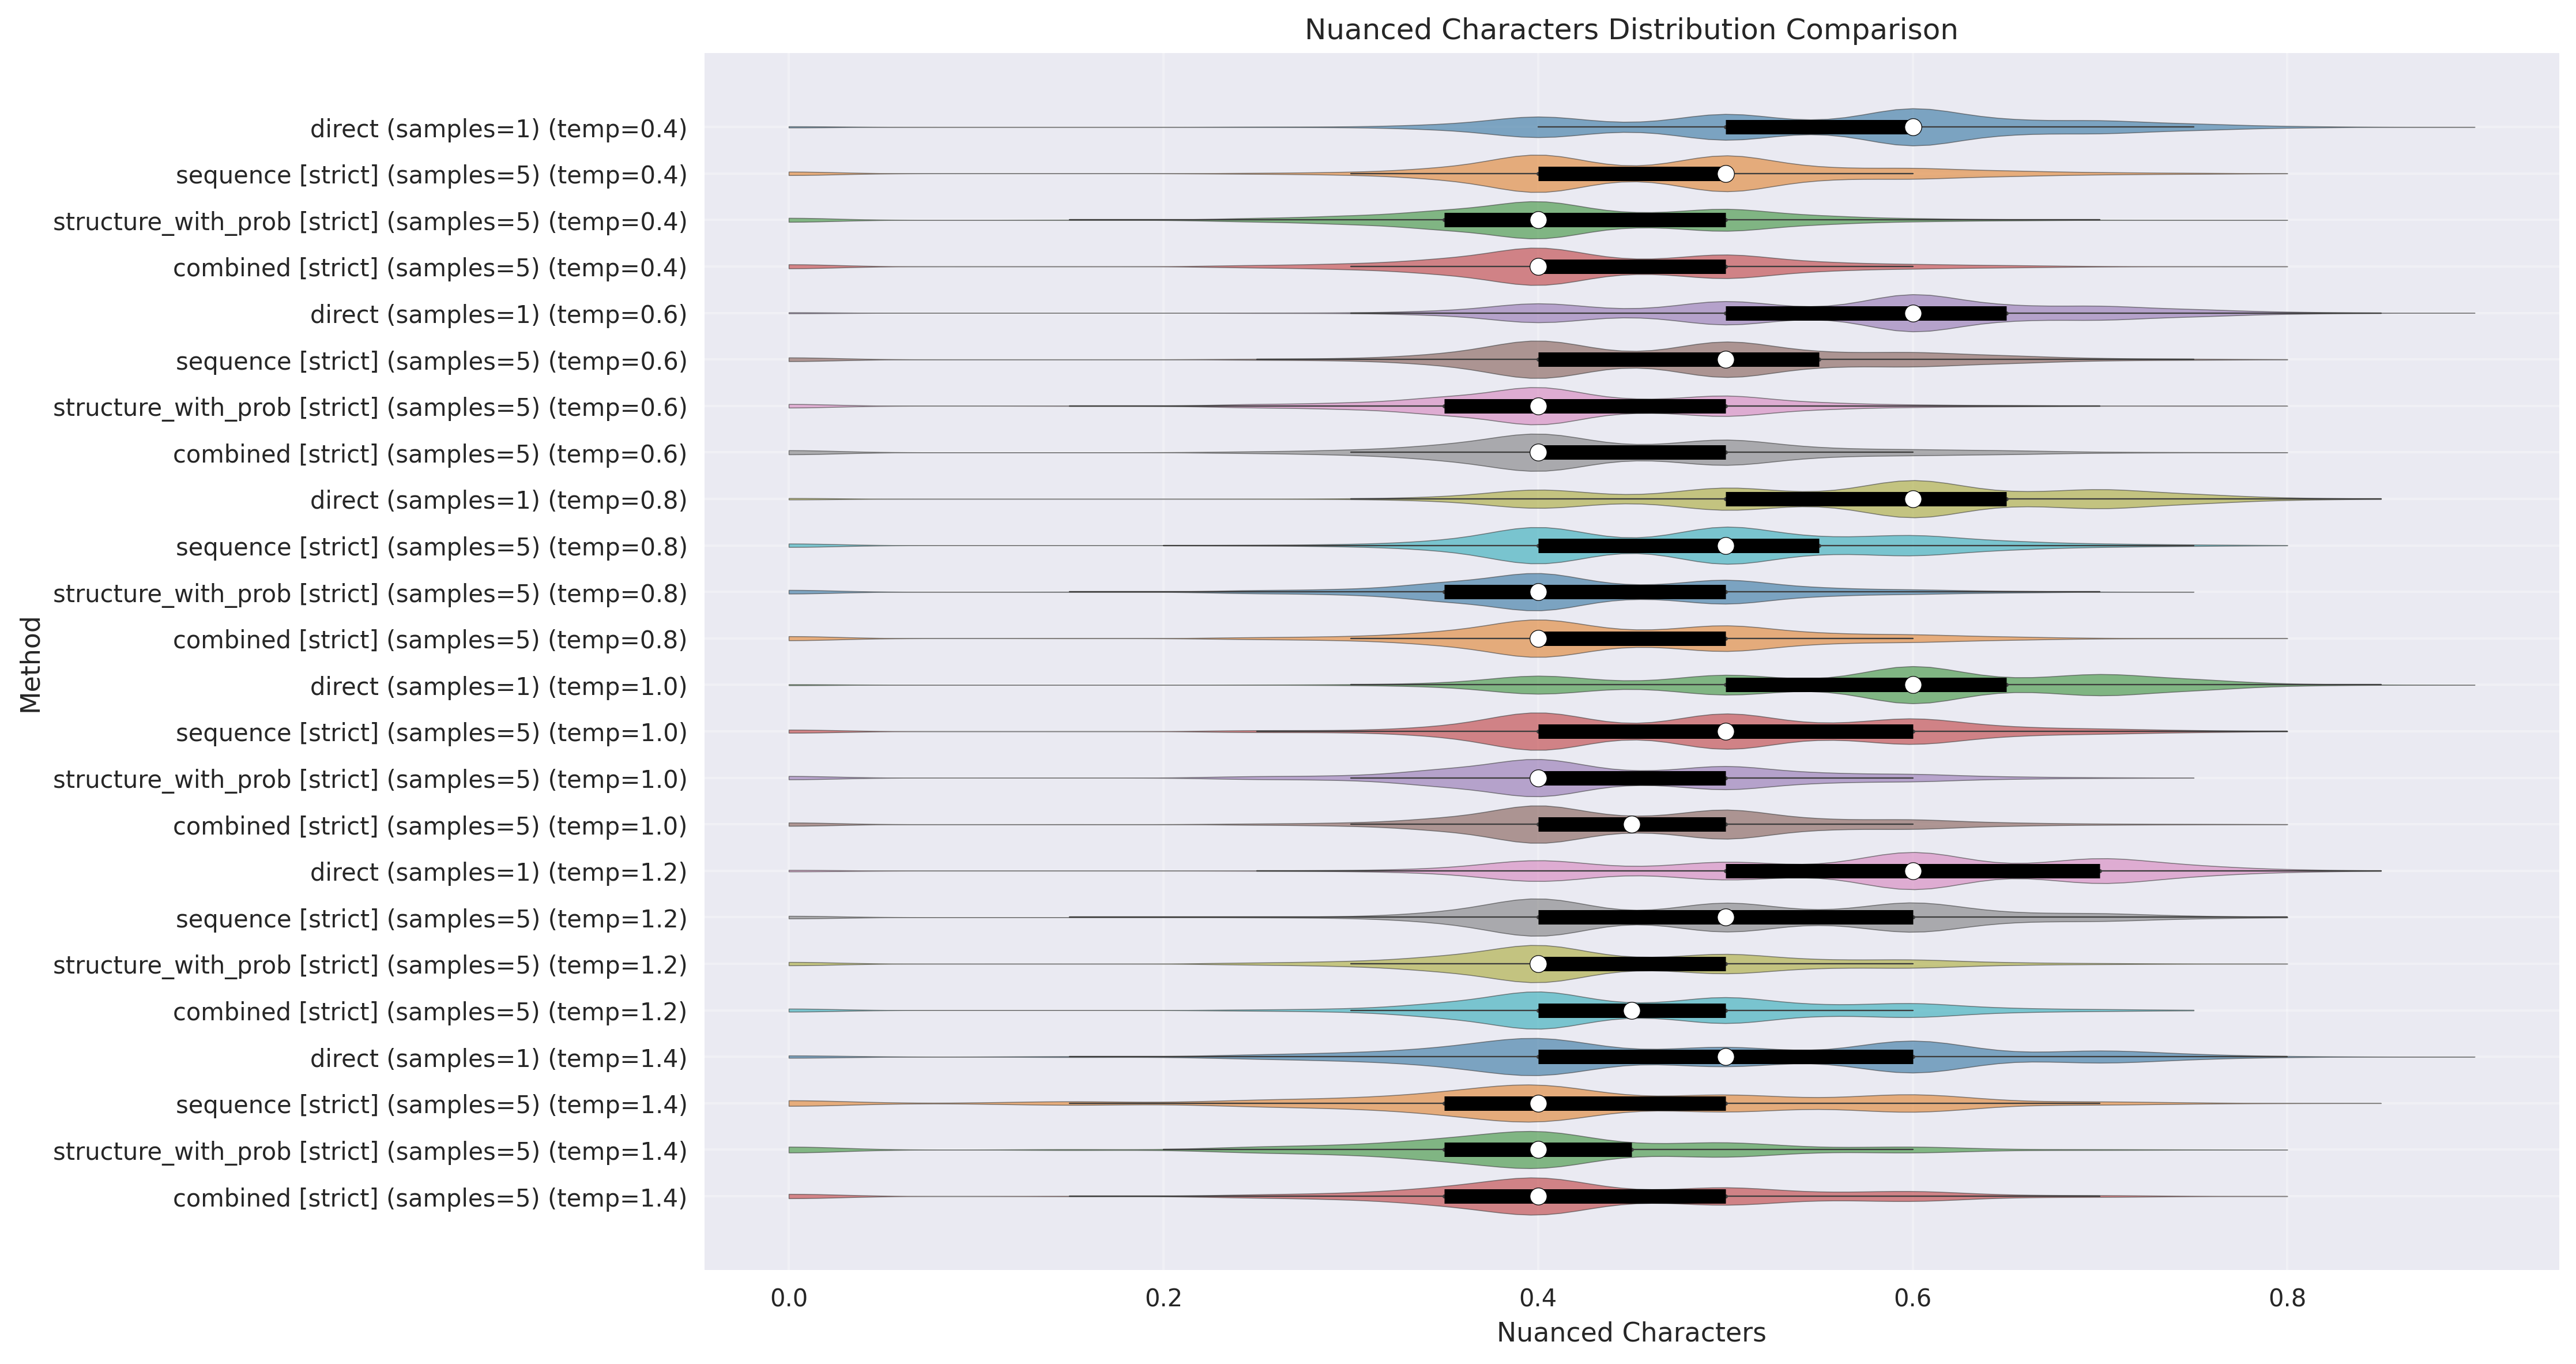 Nuanced Characters Distribution Comparison
direct (samples=1) (temp=0.4)
sequence [strict] (samples=5) (temp=0.4)
structure_with_prob [strict] (samples=5) (temp=0.4)
combined [strict] (samples=5) (temp=0.4)
direct (samples=1) (temp=0.6)
sequence [strict] (samples=5) (temp=0.6)
structure_with_prob [strict] (samples=5) (temp=0.6)
combined [strict] (samples=5) (temp=0.6)
direct (samples=1) (temp=0.8)
sequence [strict] (samples=5) (temp=0.8)
structure_with_prob [strict] (samples=5) (temp=0.8)
combined [strict] (samples=5) (temp=0.8)
direct (samples=1) (temp=1.0)
sequence [strict] (samples=5) (temp=1.0)
structure_with_prob [strict] (samples=5) (temp=1.0)
combined [strict] (samples=5) (temp=1.0)
direct (samples=1) (temp=1.2)
sequence [strict] (samples=5) (temp=1.2)
structure_with_prob [strict] (samples=5) (temp=1.2)
combined [strict] (samples=5) (temp=1.2)
direct (samples=1) (temp=1.4)
sequence [strict] (samples=5) (temp=1.4)
structure_with_prob [strict] (samples=5) (temp=1.4)
combined [strict] (samples=5) (temp=1.4)
Method
0.0 0.2 0.4 0.6 0.8
Nuanced Characters